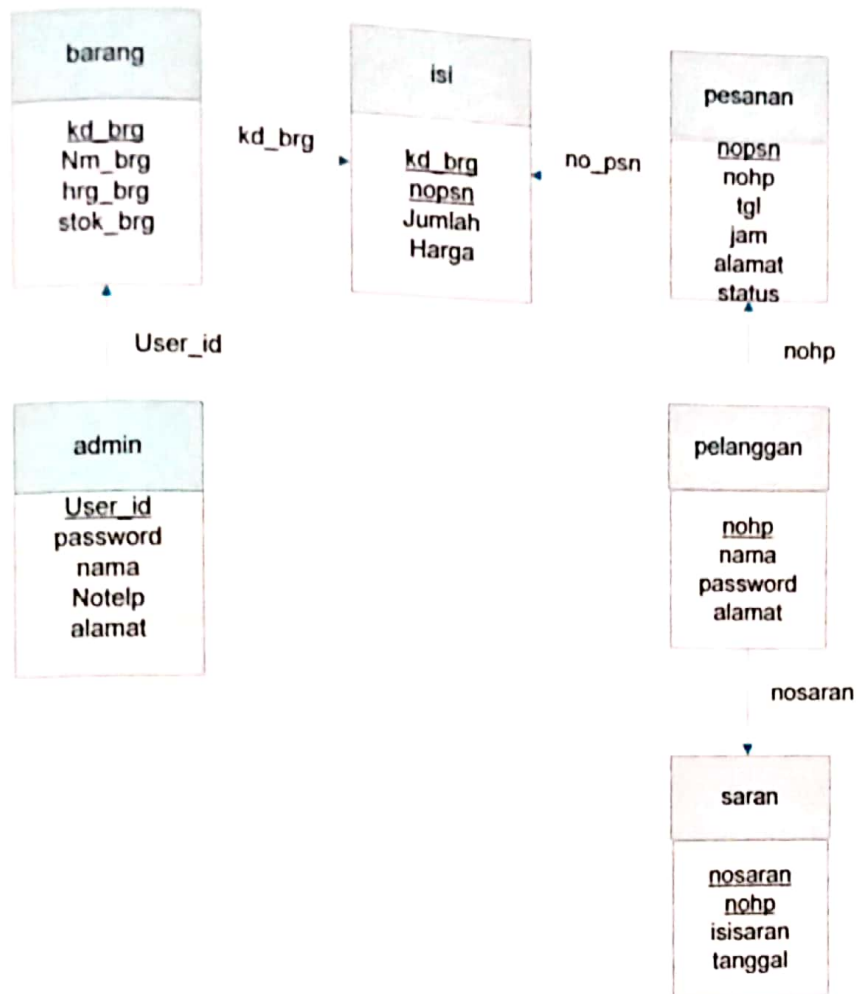 barang
kd_brg
Nm_brg
hrg_brg
stok_brg
kd_brg
isi
kd_brg
nopsn
Jumlah
Harga
no_psn
pesanan
nopsn
nohp
tgl
jam
alamat
status
User_id
nohp
admin
User_id
password
nama
Notelp
alamat
pelanggan
nohp
nama
password
alamat
nosaran
saran
nosaran
nohp
isisaran
tanggal